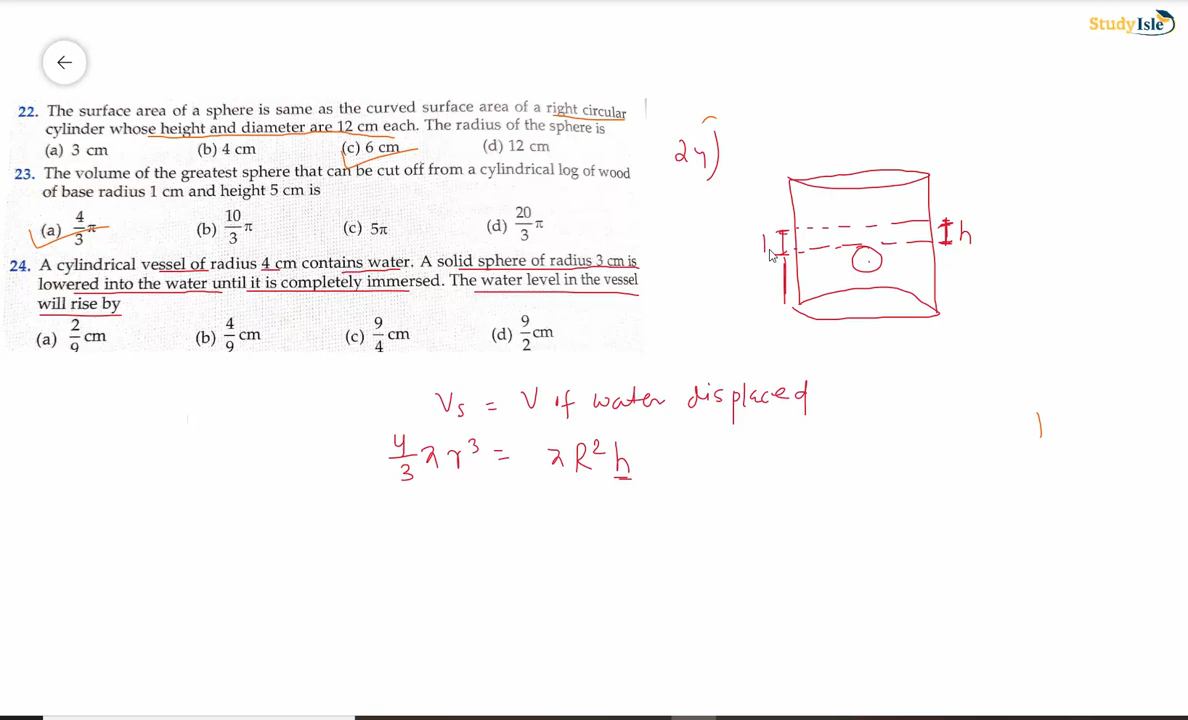 StudyIsle
22. The surface area of a sphere is same as the curved surface area of a right circular
cylinder whose height and diameter are 12 cm each. The radius of the sphere is
(a) 3 cm (b) 4 cm (c) 6 cm (d) 12 cm
23. The volume of the greatest sphere that can be cut off from a cylindrical log of wood
of base radius 1 cm and height 5 cm is
(a) 4/3 π (b) 10/3 π (c) 5π (d) 20/3 π
24. A cylindrical vessel of radius 4 cm contains water. A solid sphere of radius 3 cm is
lowered into the water until it is completely immersed. The water level in the vessel
will rise by
(a) 2/9 cm (b) 4/9 cm (c) 9/4 cm (d) 9/2 cm
24)
h
Vs = V of water displaced
4/3 π r³ = π R² h